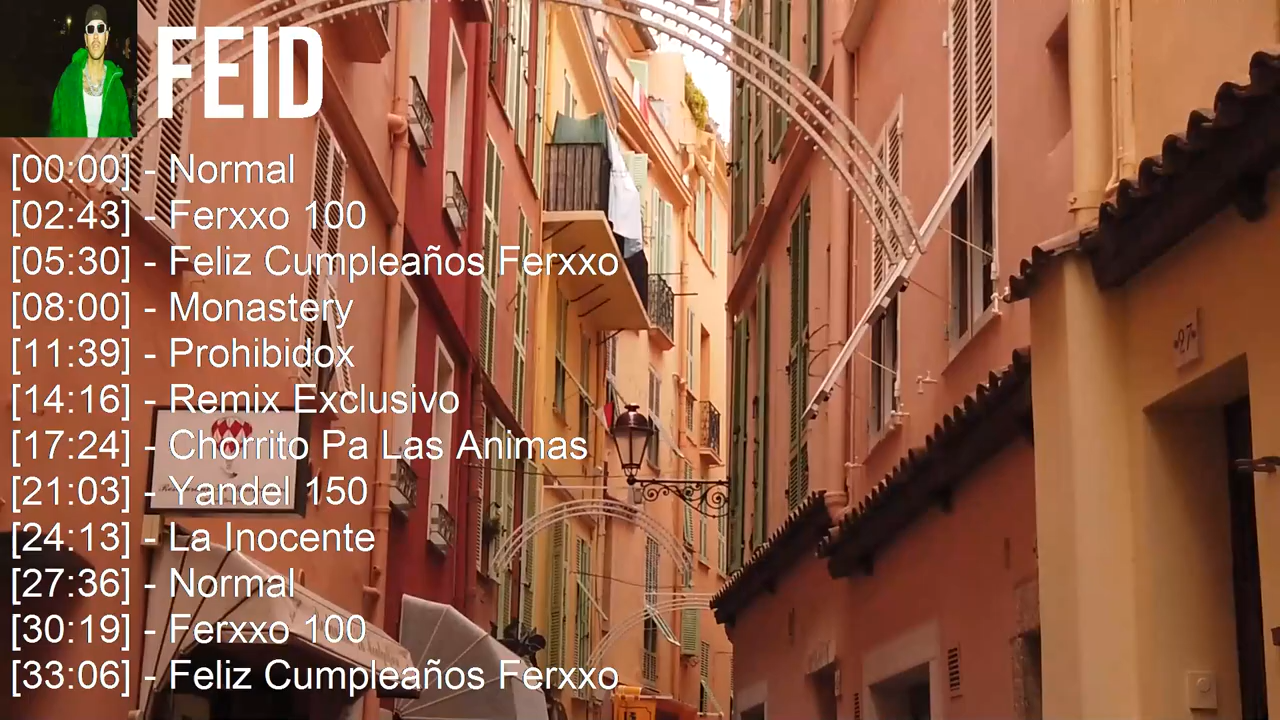 FEID
[00:00] - Normal
[02:43] - Ferxxo 100
[05:30] - Feliz Cumpleaños Ferxxo
[08:00] - Monastery
[11:39] - Prohibidox
[14:16] - Remix Exclusivo
[17:24] - Chorrito Pa Las Animas
[21:03] - Yandel 150
[24:13] - La Inocente
[27:36] - Normal
[30:19] - Ferxxo 100
[33:06] - Feliz Cumpleaños Ferxxo
27